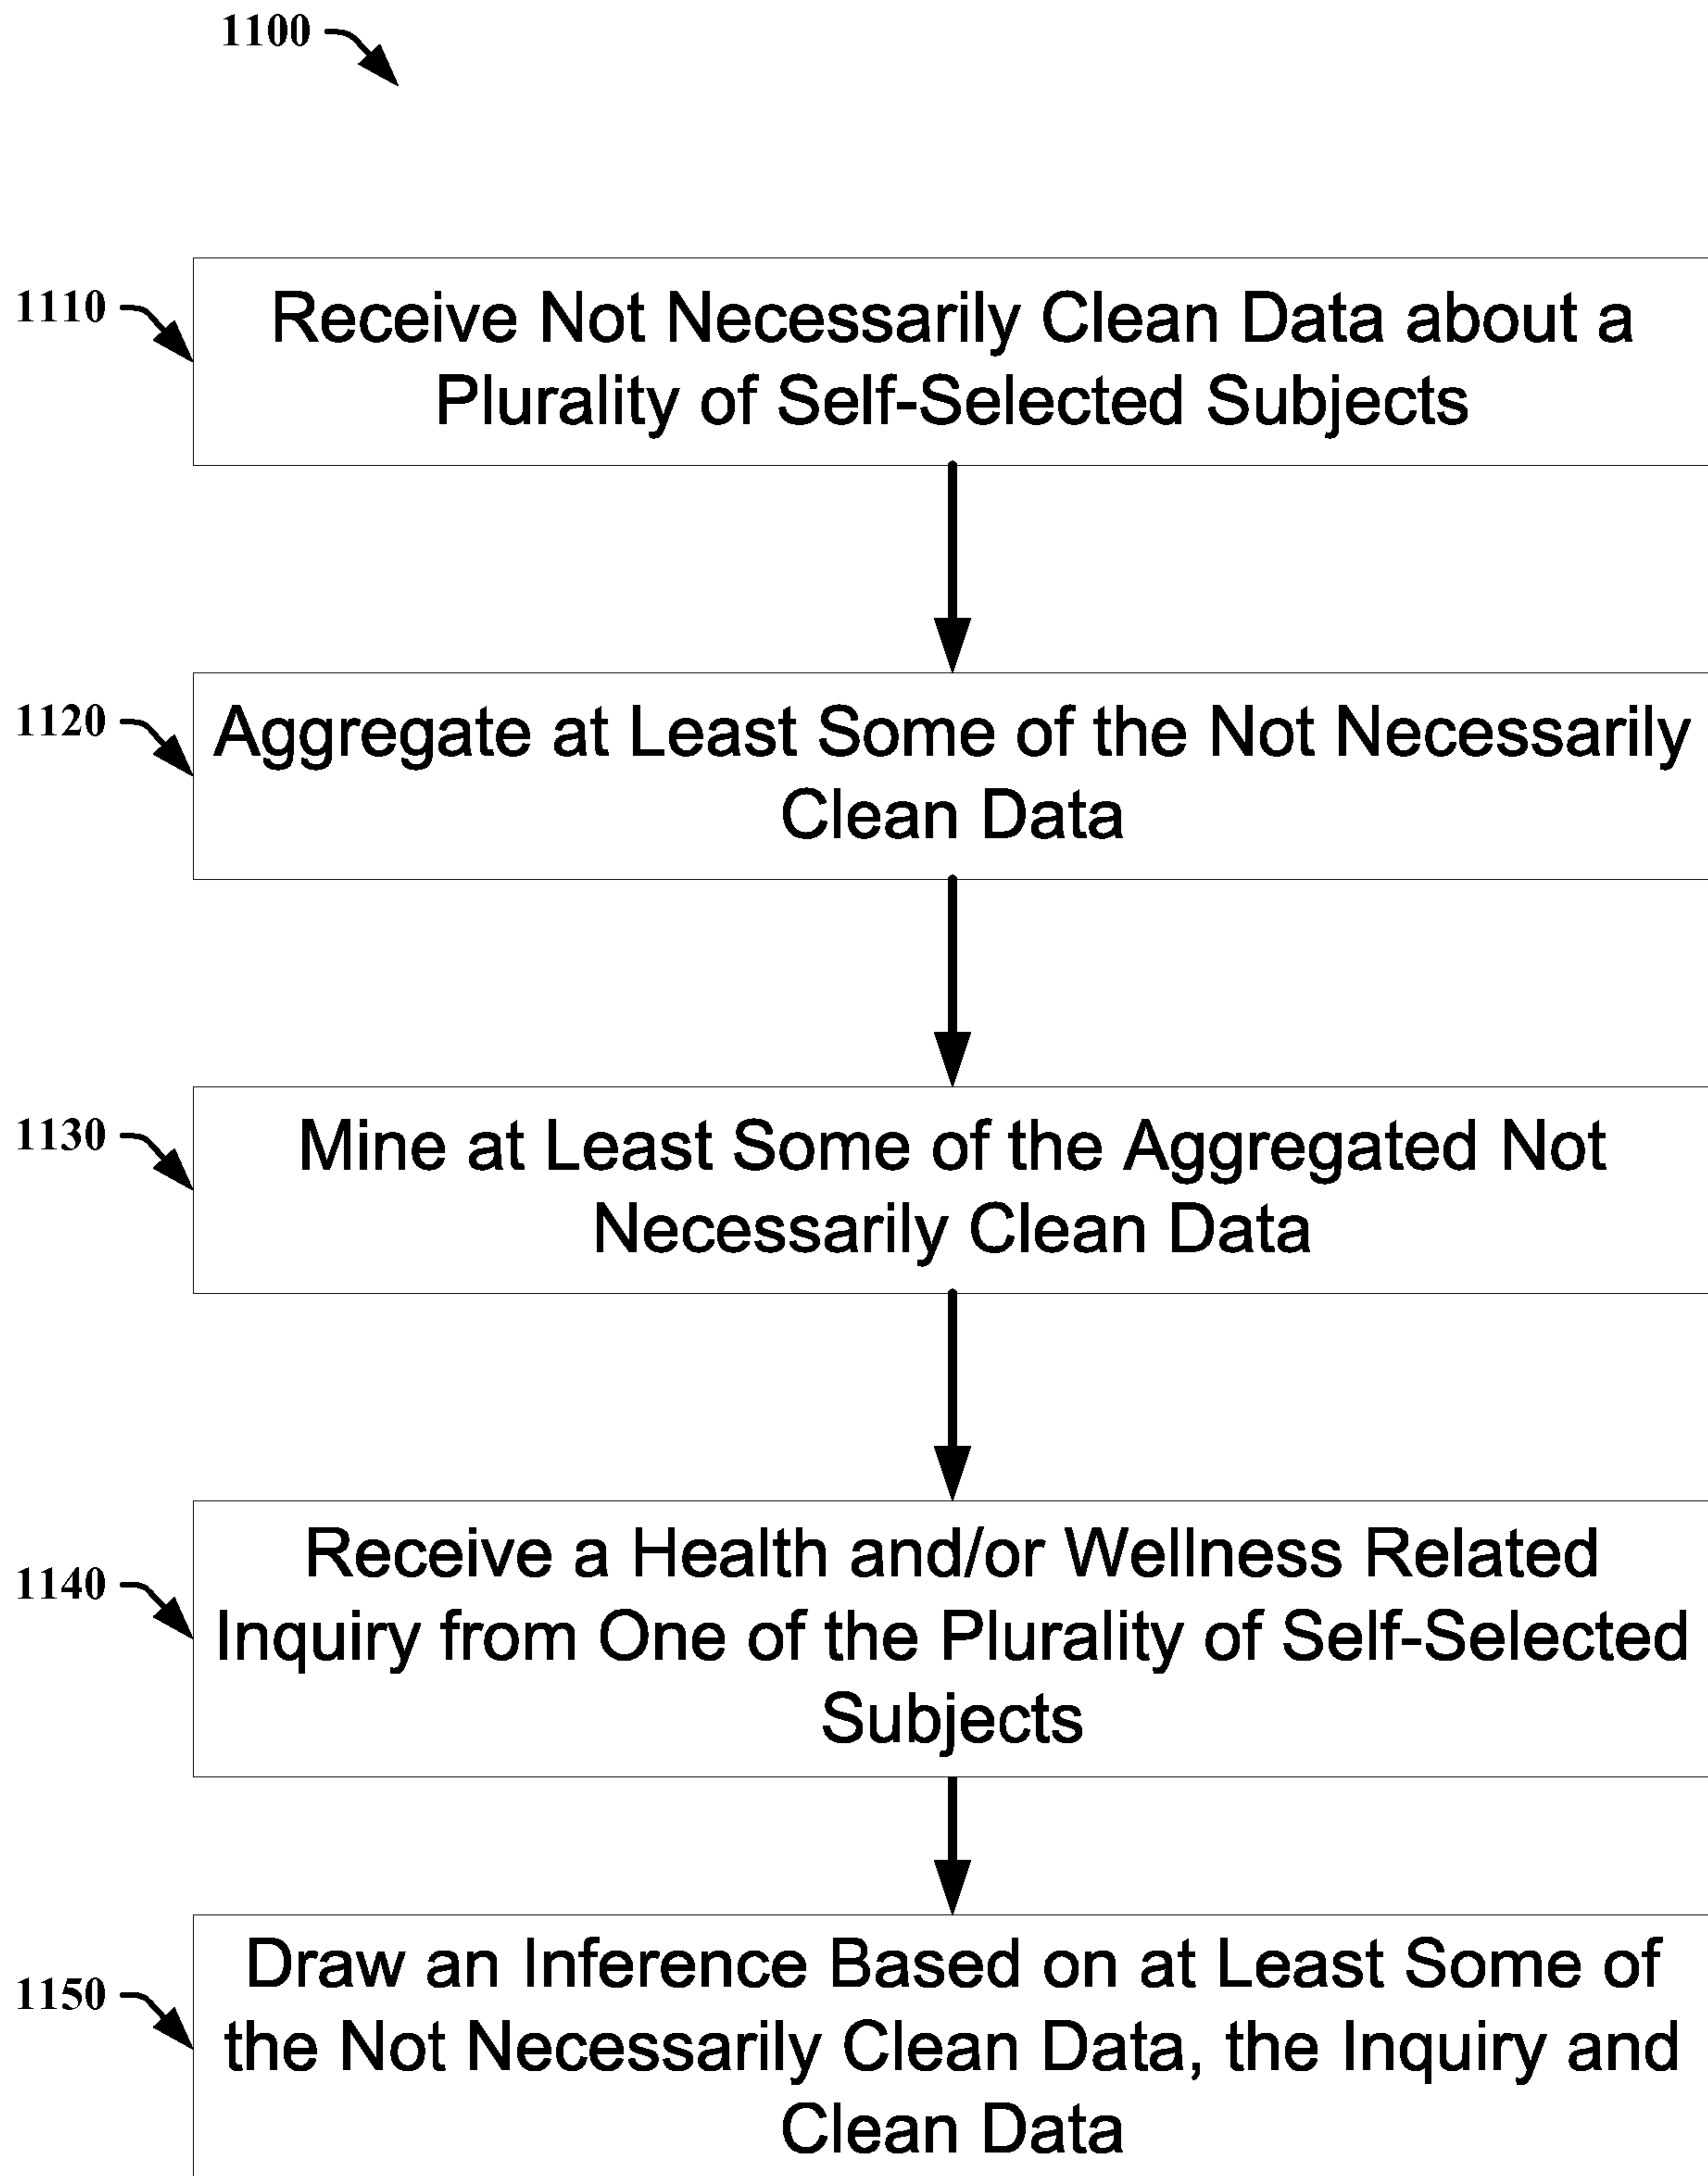 1100
1110
Receive Not Necessarily Clean Data about a
Plurality of Self-Selected Subjects
1120
Aggregate at Least Some of the Not Necessarily
Clean Data
1130
Mine at Least Some of the Aggregated Not
Necessarily Clean Data
1140
Receive a Health and/or Wellness Related
Inquiry from One of the Plurality of Self-Selected
Subjects
1150
Draw an Inference Based on at Least Some of
the Not Necessarily Clean Data, the Inquiry and
Clean Data